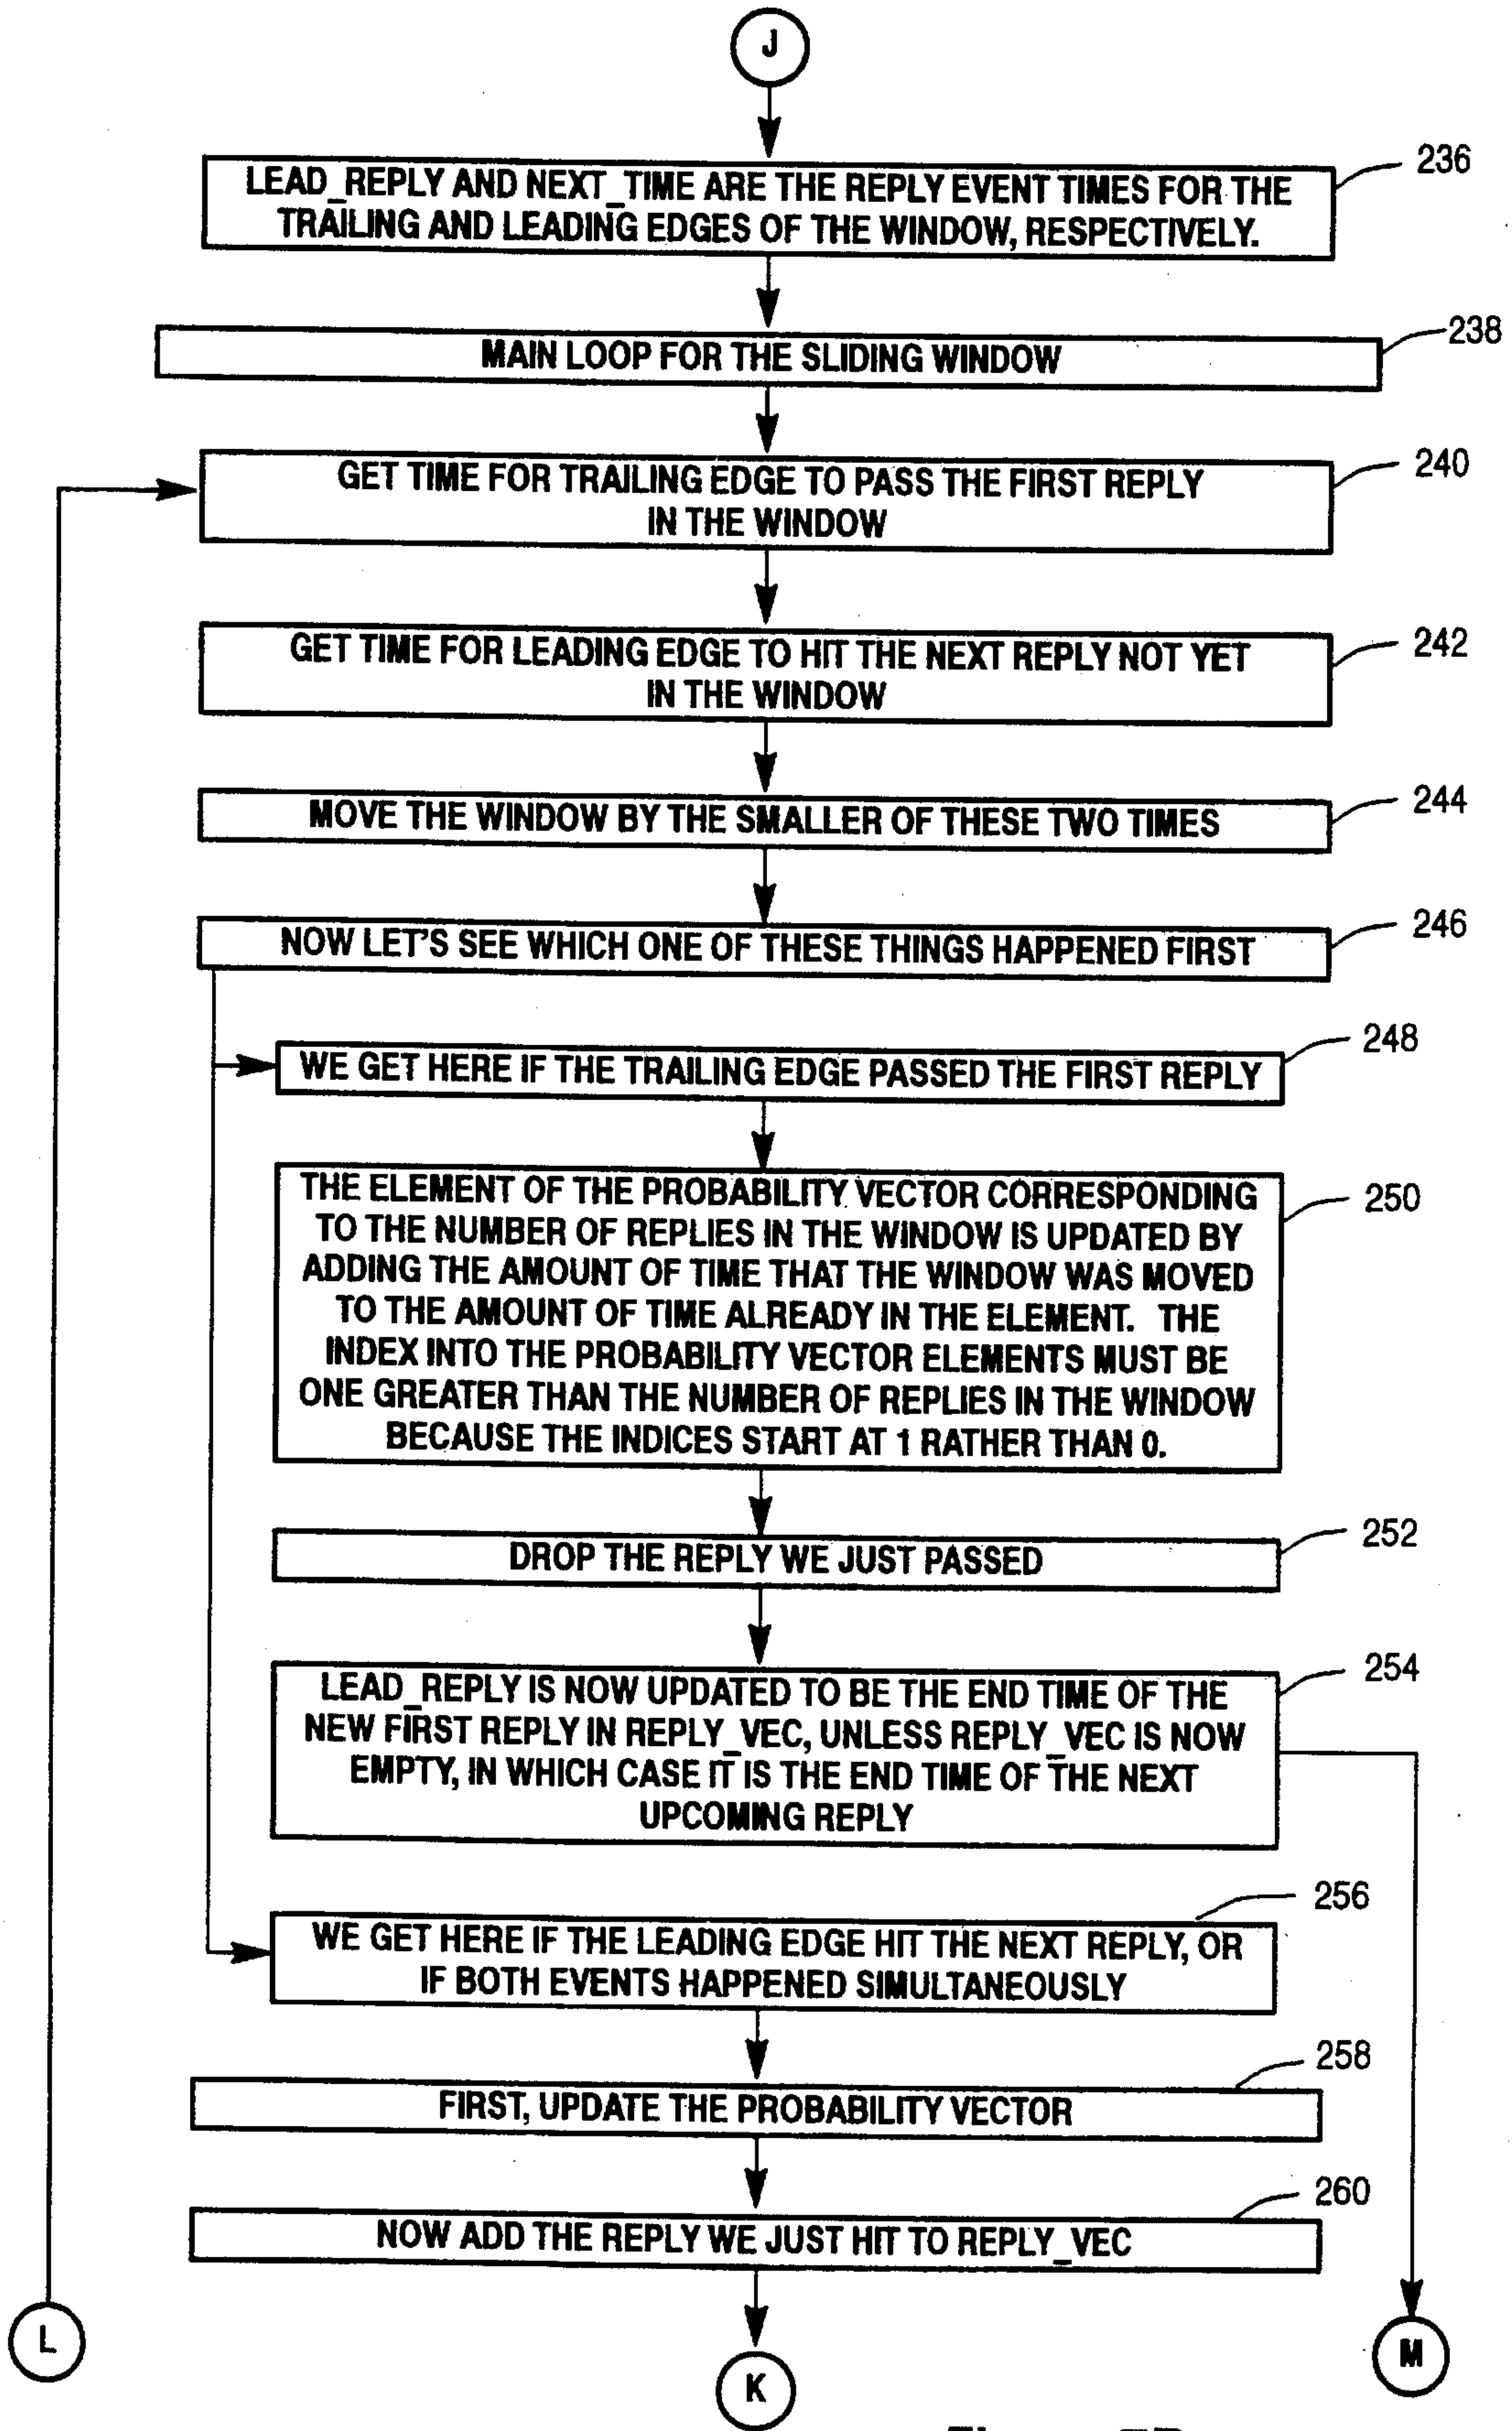 J
236
LEAD_REPLY AND NEXT_TIME ARE THE REPLY EVENT TIMES FOR THE
TRAILING AND LEADING EDGES OF THE WINDOW, RESPECTIVELY.
238
MAIN LOOP FOR THE SLIDING WINDOW
240
GET TIME FOR TRAILING EDGE TO PASS THE FIRST REPLY
IN THE WINDOW
242
GET TIME FOR LEADING EDGE TO HIT THE NEXT REPLY NOT YET
IN THE WINDOW
244
MOVE THE WINDOW BY THE SMALLER OF THESE TWO TIMES
246
NOW LET'S SEE WHICH ONE OF THESE THINGS HAPPENED FIRST
248
WE GET HERE IF THE TRAILING EDGE PASSED THE FIRST REPLY
250
THE ELEMENT OF THE PROBABILITY VECTOR CORRESPONDING
TO THE NUMBER OF REPLIES IN THE WINDOW IS UPDATED BY
ADDING THE AMOUNT OF TIME THAT THE WINDOW WAS MOVED
TO THE AMOUNT OF TIME ALREADY IN THE ELEMENT. THE
INDEX INTO THE PROBABILITY VECTOR ELEMENTS MUST BE
ONE GREATER THAN THE NUMBER OF REPLIES IN THE WINDOW
BECAUSE THE INDICES START AT 1 RATHER THAN 0.
252
DROP THE REPLY WE JUST PASSED
254
LEAD_REPLY IS NOW UPDATED TO BE THE END TIME OF THE
NEW FIRST REPLY IN REPLY_VEC, UNLESS REPLY_VEC IS NOW
EMPTY, IN WHICH CASE IT IS THE END TIME OF THE NEXT
UPCOMING REPLY
256
WE GET HERE IF THE LEADING EDGE HIT THE NEXT REPLY, OR
IF BOTH EVENTS HAPPENED SIMULTANEOUSLY
258
FIRST, UPDATE THE PROBABILITY VECTOR
260
NOW ADD THE REPLY WE JUST HIT TO REPLY_VEC
L
K
M